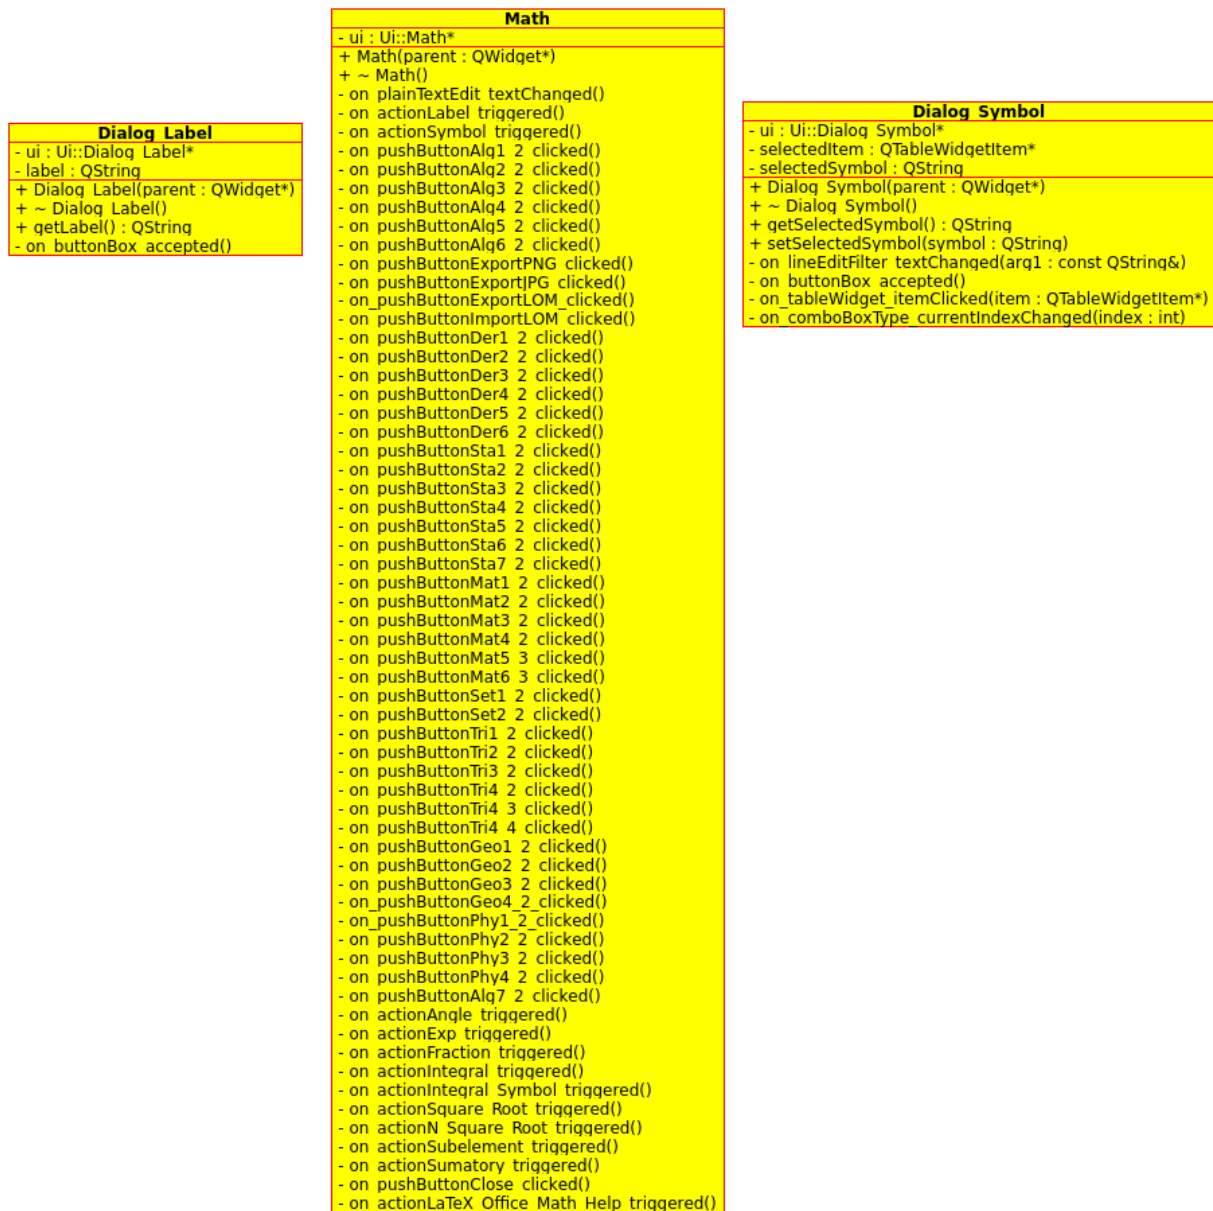 Dialog_Label
- ui : Ui::Dialog_Label*
- label : QString
+ Dialog_Label(parent : QWidget*)
+ ~ Dialog_Label()
+ getLabel() : QString
- on_buttonBox_accepted()
Math
- ui : Ui::Math*
+ Math(parent : QWidget*)
+ ~ Math()
- on_plainTextEdit_textChanged()
- on_actionLabel_triggered()
- on_actionSymbol_triggered()
- on_pushButtonAlg1_2_clicked()
- on_pushButtonAlg2_2_clicked()
- on_pushButtonAlg3_2_clicked()
- on_pushButtonAlg4_2_clicked()
- on_pushButtonAlg5_2_clicked()
- on_pushButtonAlg6_2_clicked()
- on_pushButtonExportPNG_clicked()
- on_pushButtonExportJPG_clicked()
- on_pushButtonExportLOM_clicked()
- on_pushButtonImportLOM_clicked()
- on_pushButtonDer1_2_clicked()
- on_pushButtonDer2_2_clicked()
- on_pushButtonDer3_2_clicked()
- on_pushButtonDer4_2_clicked()
- on_pushButtonDer5_2_clicked()
- on_pushButtonDer6_2_clicked()
- on_pushButtonSta1_2_clicked()
- on_pushButtonSta2_2_clicked()
- on_pushButtonSta3_2_clicked()
- on_pushButtonSta4_2_clicked()
- on_pushButtonSta5_2_clicked()
- on_pushButtonSta6_2_clicked()
- on_pushButtonSta7_2_clicked()
- on_pushButtonMat1_2_clicked()
- on_pushButtonMat2_2_clicked()
- on_pushButtonMat3_2_clicked()
- on_pushButtonMat4_2_clicked()
- on_pushButtonMat5_3_clicked()
- on_pushButtonMat6_3_clicked()
- on_pushButtonSet1_2_clicked()
- on_pushButtonSet2_2_clicked()
- on_pushButtonTri1_2_clicked()
- on_pushButtonTri2_2_clicked()
- on_pushButtonTri3_2_clicked()
- on_pushButtonTri4_2_clicked()
- on_pushButtonTri4_3_clicked()
- on_pushButtonTri4_4_clicked()
- on_pushButtonGeo1_2_clicked()
- on_pushButtonGeo2_2_clicked()
- on_pushButtonGeo3_2_clicked()
- on_pushButtonGeo4_2_clicked()
- on_pushButtonPhy1_2_clicked()
- on_pushButtonPhy2_2_clicked()
- on_pushButtonPhy3_2_clicked()
- on_pushButtonPhy4_2_clicked()
- on_pushButtonAlg7_2_clicked()
- on_actionAngle_triggered()
- on_actionExp_triggered()
- on_actionFraction_triggered()
- on_actionIntegral_triggered()
- on_actionIntegral_Symbol_triggered()
- on_actionSquare_Root_triggered()
- on_actionN_Square_Root_triggered()
- on_actionSubelement_triggered()
- on_actionSumatory_triggered()
- on_pushButtonClose_clicked()
- on_actionLaTeX_Office_Math_Help_triggered()
Dialog_Symbol
- ui : Ui::Dialog_Symbol*
- selectedItem : QTableWidgetItem*
- selectedSymbol : QString
+ Dialog_Symbol(parent : QWidget*)
+ ~ Dialog_Symbol()
+ getSelectedSymbol() : QString
+ setSelectedSymbol(symbol : QString)
- on_lineEditFilter_textChanged(arg1 : const QString&)
- on_buttonBox_accepted()
- on_tableWidget_itemClicked(item : QTableWidgetItem*)
- on_comboBoxType_currentIndexChanged(index : int)